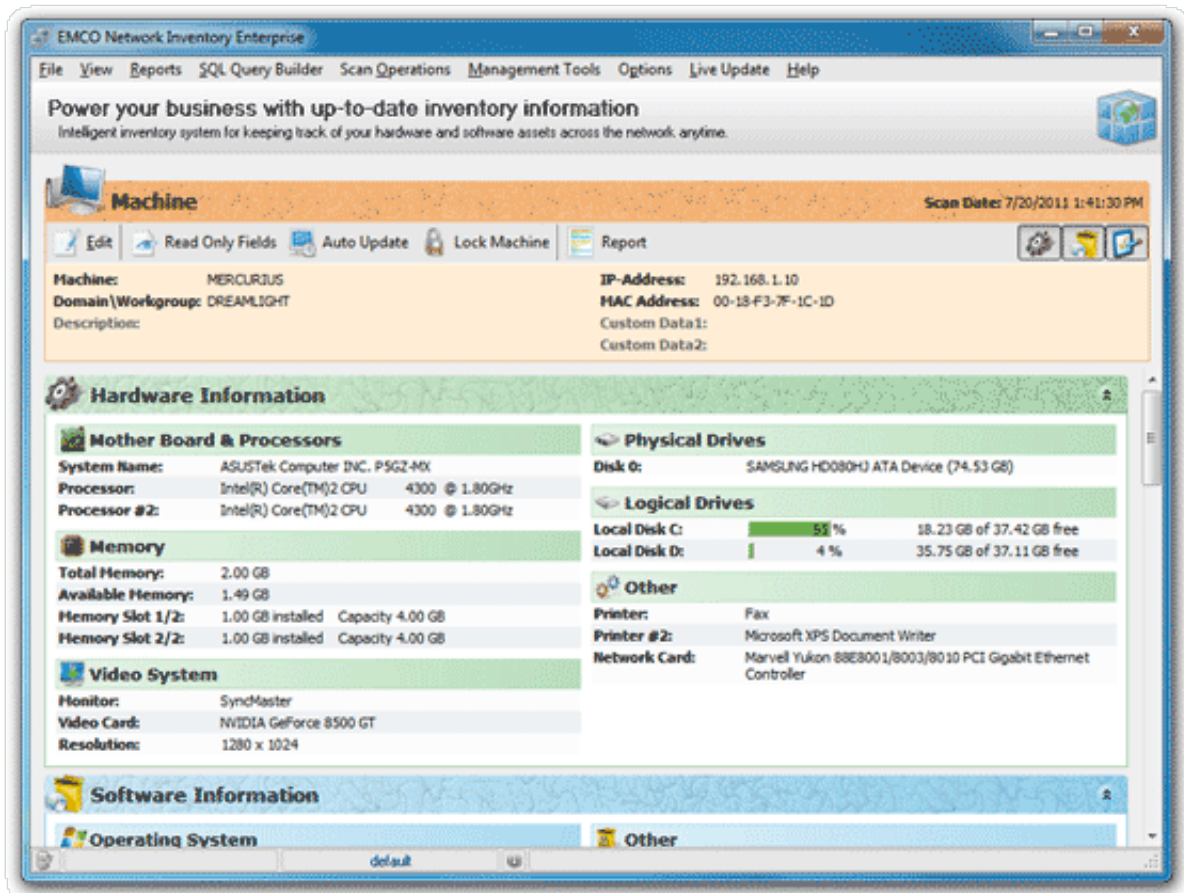 EMCO Network Inventory Enterprise
File View Reports SQL Query Builder Scan Operations Management Tools Options Live Update Help
Power your business with up-to-date inventory information
Intelligent inventory system for keeping track of your hardware and software assets across the network anytime.
Machine
Scan Date: 7/20/2011 1:41:30 PM
Edit Read Only Fields Auto Update Lock Machine Report
Machine: MERCURIUS
Domain\Workgroup: DREAMLIGHT
Description:
IP-Address: 192.168.1.10
MAC Address: 00-18-F3-7F-1C-1D
Custom Data1:
Custom Data2:
Hardware Information
Mother Board & Processors
System Name: ASUSTek Computer INC. P5GZ-MX
Processor: Intel(R) Core(TM)2 CPU 4300 @ 1.80GHz
Processor #2: Intel(R) Core(TM)2 CPU 4300 @ 1.80GHz
Memory
Total Memory: 2.00 GB
Available Memory: 1.49 GB
Memory Slot 1/2: 1.00 GB installed Capacity 4.00 GB
Memory Slot 2/2: 1.00 GB installed Capacity 4.00 GB
Video System
Monitor: SyncMaster
Video Card: NVIDIA GeForce 8500 GT
Resolution: 1280 x 1024
Physical Drives
Disk 0: SAMSUNG HD080HJ ATA Device (74.53 GB)
Logical Drives
Local Disk C: 55 % 18.23 GB of 37.42 GB free
Local Disk D: 4 % 35.75 GB of 37.11 GB free
Other
Printer: Fax
Printer #2: Microsoft XPS Document Writer
Network Card: Marvell Yukon 88E8001/8003/8010 PCI Gigabit Ethernet
Controller
Software Information
Operating System
Other
default